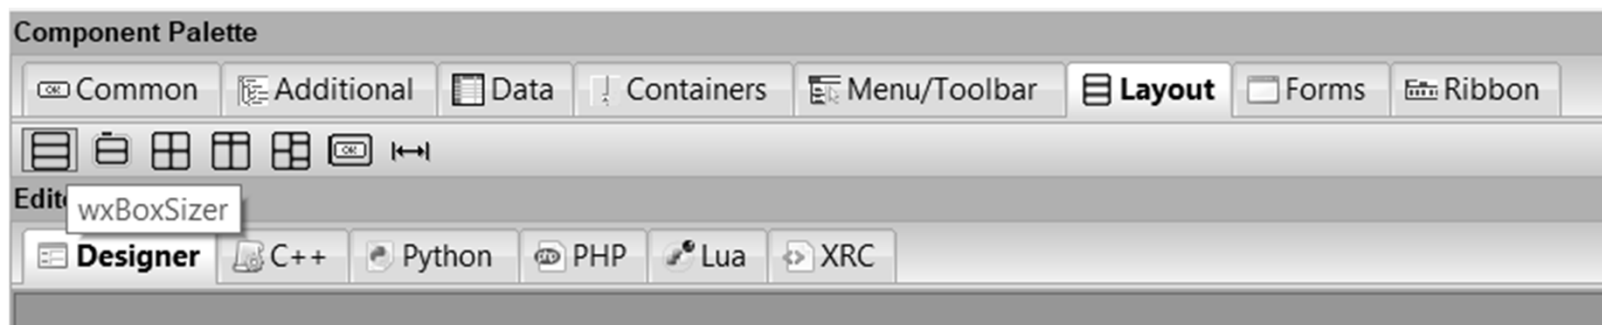 Component Palette
Common Additional Data Containers Menu/Toolbar Layout Forms Ribbon
Edit
wxBoxSizer
Designer C++ Python PHP Lua XRC